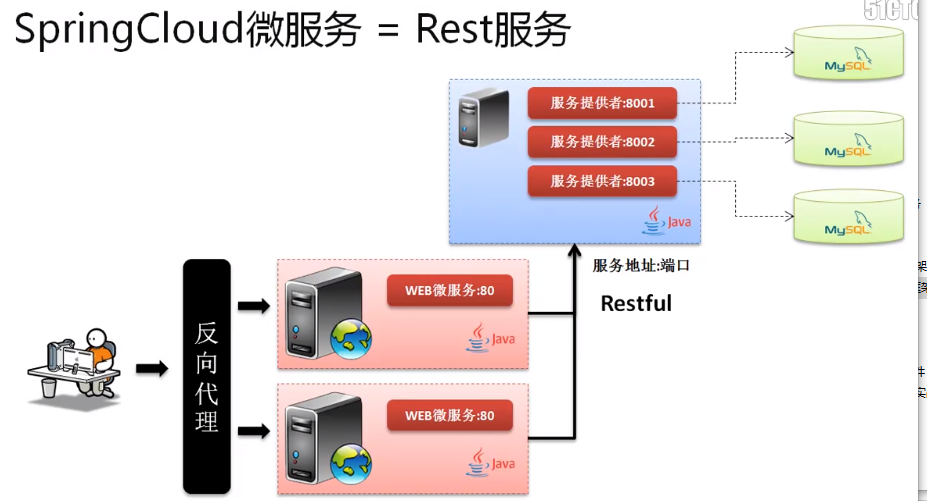 SpringCloud微服务 = Rest服务
51CTO
MySQL
服务提供者:8001
服务提供者:8002
MySQL
服务提供者:8003
Java
MySQL
服务地址:端口
Restful
反向代理
WEB微服务:80
Java
WEB微服务:80
Java
架
件